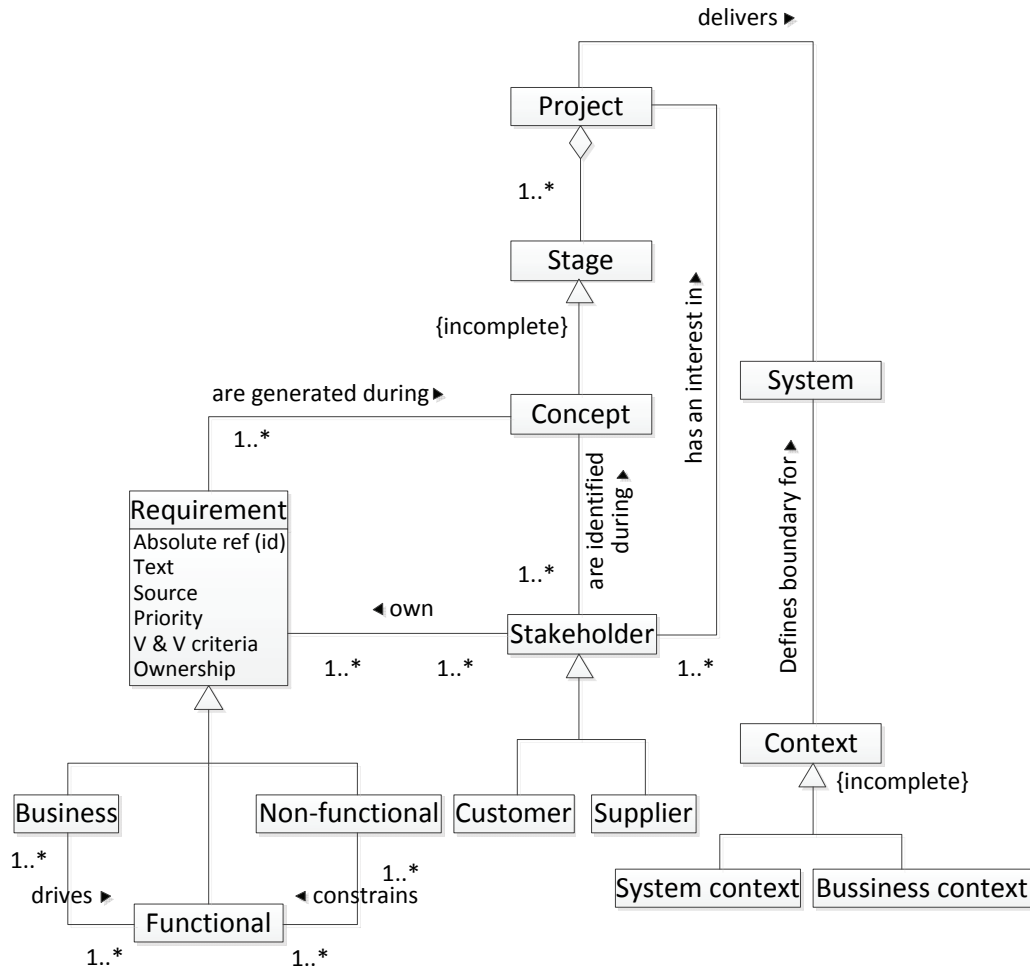 delivers ►
Project
1..*
Stage
{incomplete}
has an interest in ►
System
are generated during ►
Concept
1..*
are identified
during ►
Defines boundary for ►
Requirement
Absolute ref (id)
Text
Source
Priority
V & V criteria
Ownership
1..*
◄ own
Stakeholder
1..*
1..*
1..*
Context
{incomplete}
Business
Non-functional
Customer
Supplier
1..*
1..*
drives ►
◄ constrains
System context
Bussiness context
Functional
1..*
1..*